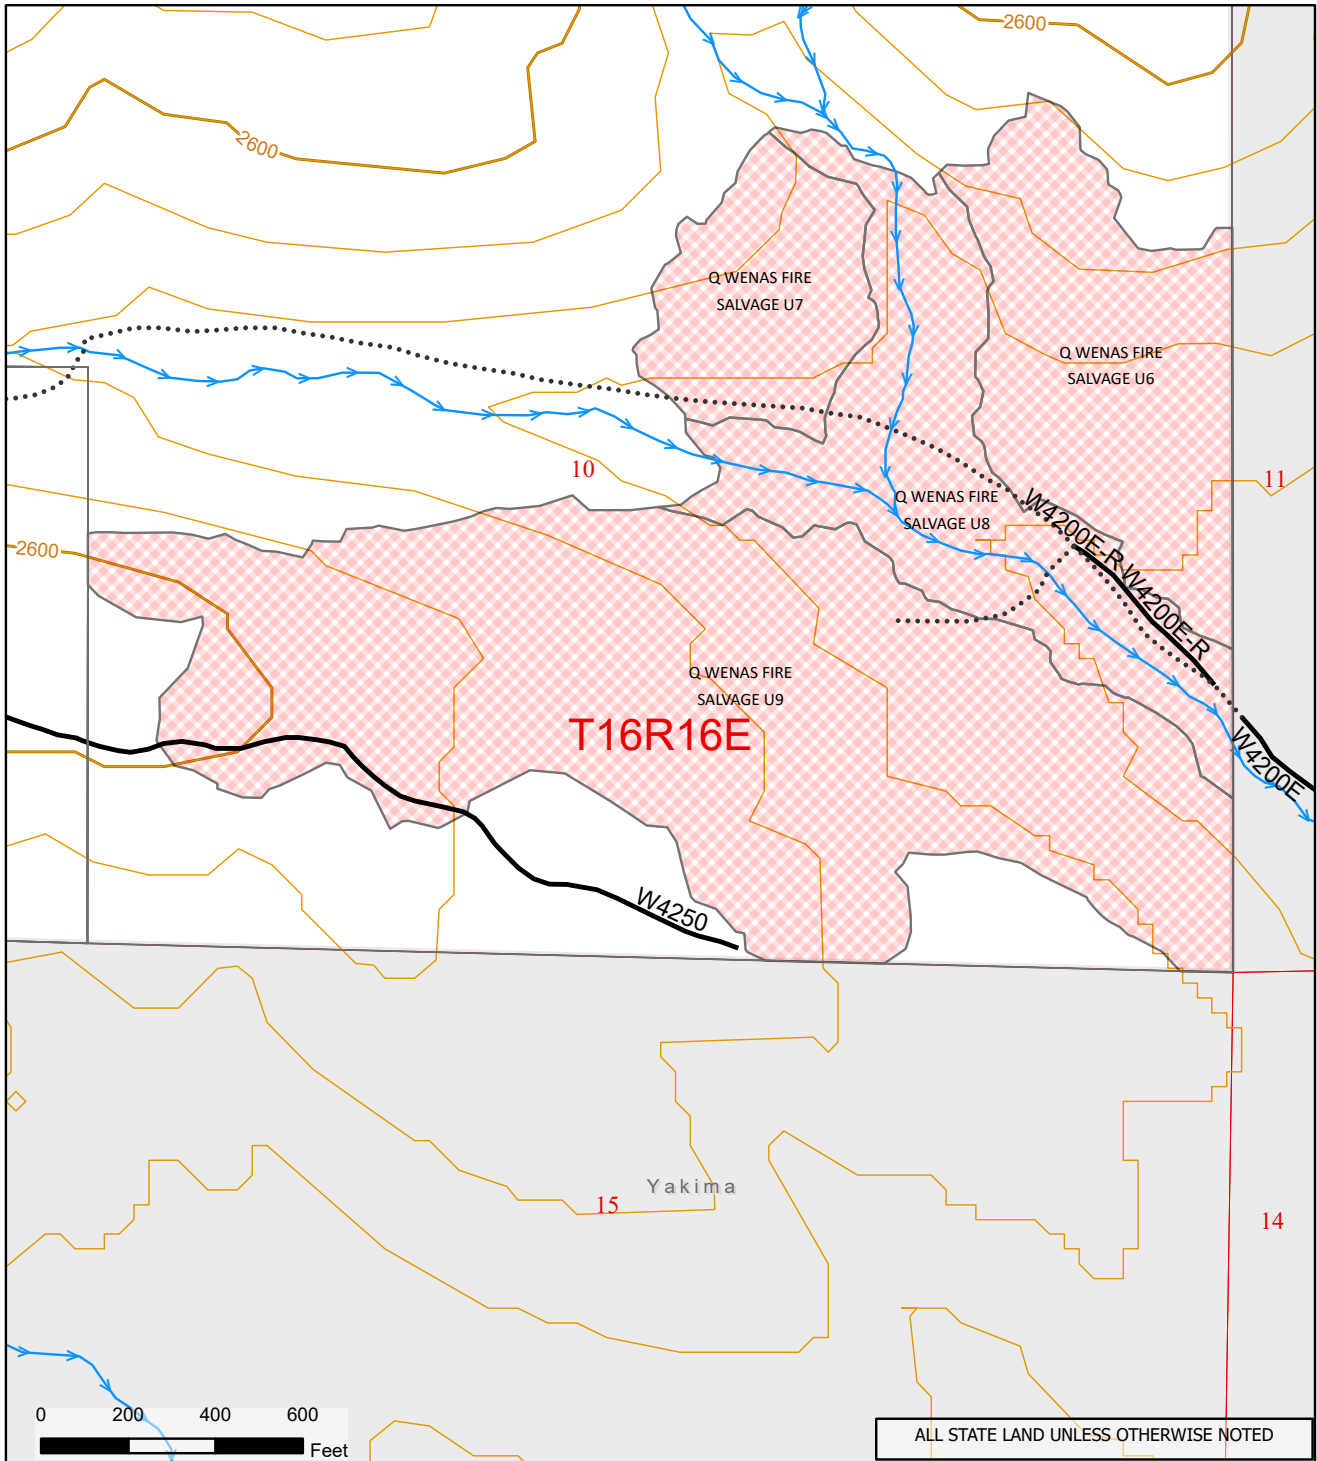 2600
2600
Q WENAS FIRE
SALVAGE U7
Q WENAS FIRE
SALVAGE U6
10
11
Q WENAS FIRE
SALVAGE U8
W4200E-R
W4200E-R
2600
Q WENAS FIRE
SALVAGE U9
T16R16E
W4200E
W4250
Yakima
15
14
0 200 400 600
Feet
ALL STATE LAND UNLESS OTHERWISE NOTED